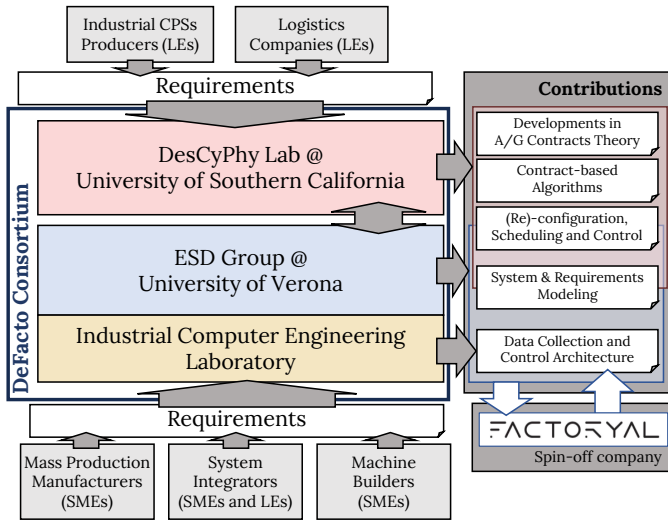 Industrial CPSs
Producers (LEs)
Logistics
Companies (LEs)
Requirements
DeFacto Consortium
DesCyPhy Lab @
University of Southern California
ESD Group @
University of Verona
Industrial Computer Engineering
Laboratory
Requirements
Mass Production
Manufacturers
(SMEs)
System
Integrators
(SMEs and LEs)
Machine
Builders
(SMEs)
Contributions
Developments in
A/G Contracts Theory
Contract-based
Algorithms
(Re)-configuration,
Scheduling and Control
System & Requirements
Modeling
Data Collection and
Control Architecture
FACTORYAL
Spin-off company